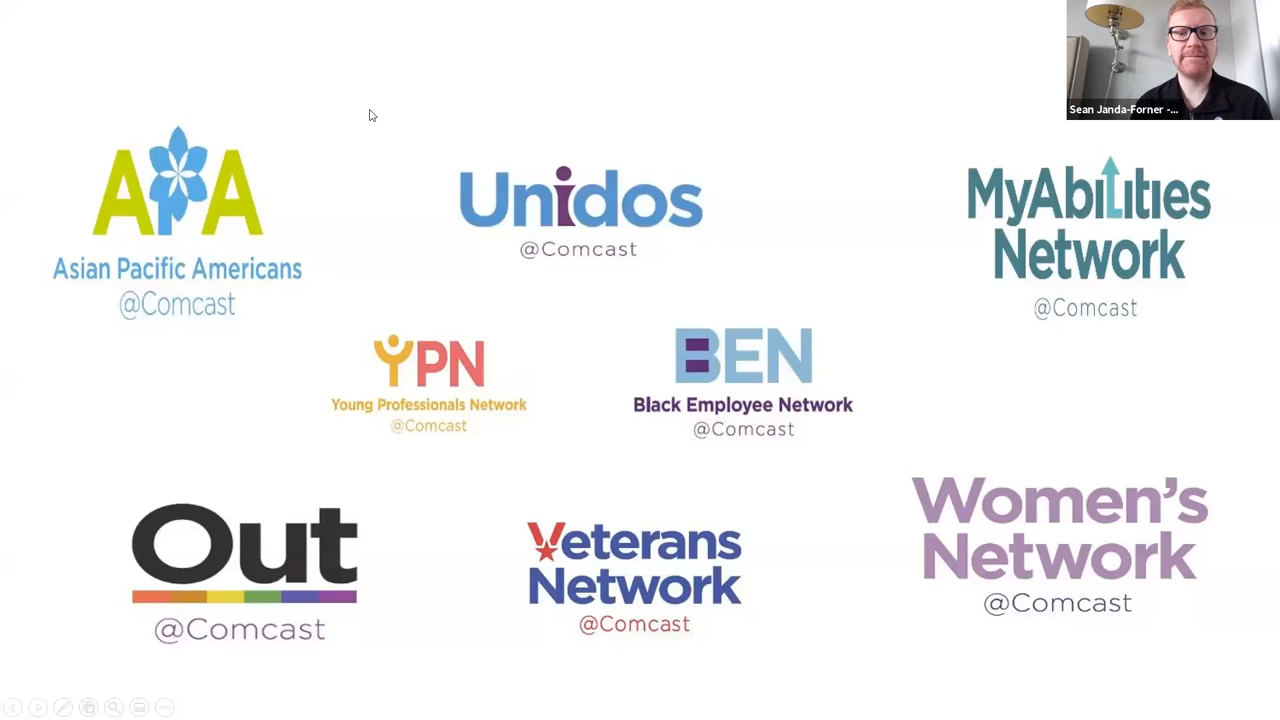 Sean Janda-Forner -...
APA
Asian Pacific Americans
@Comcast
Unidos
@Comcast
MyAbiLities
Network
@Comcast
YPN
Young Professionals Network
@Comcast
BEN
Black Employee Network
@Comcast
Out
@Comcast
Veterans
Network
@Comcast
Women's
Network
@Comcast